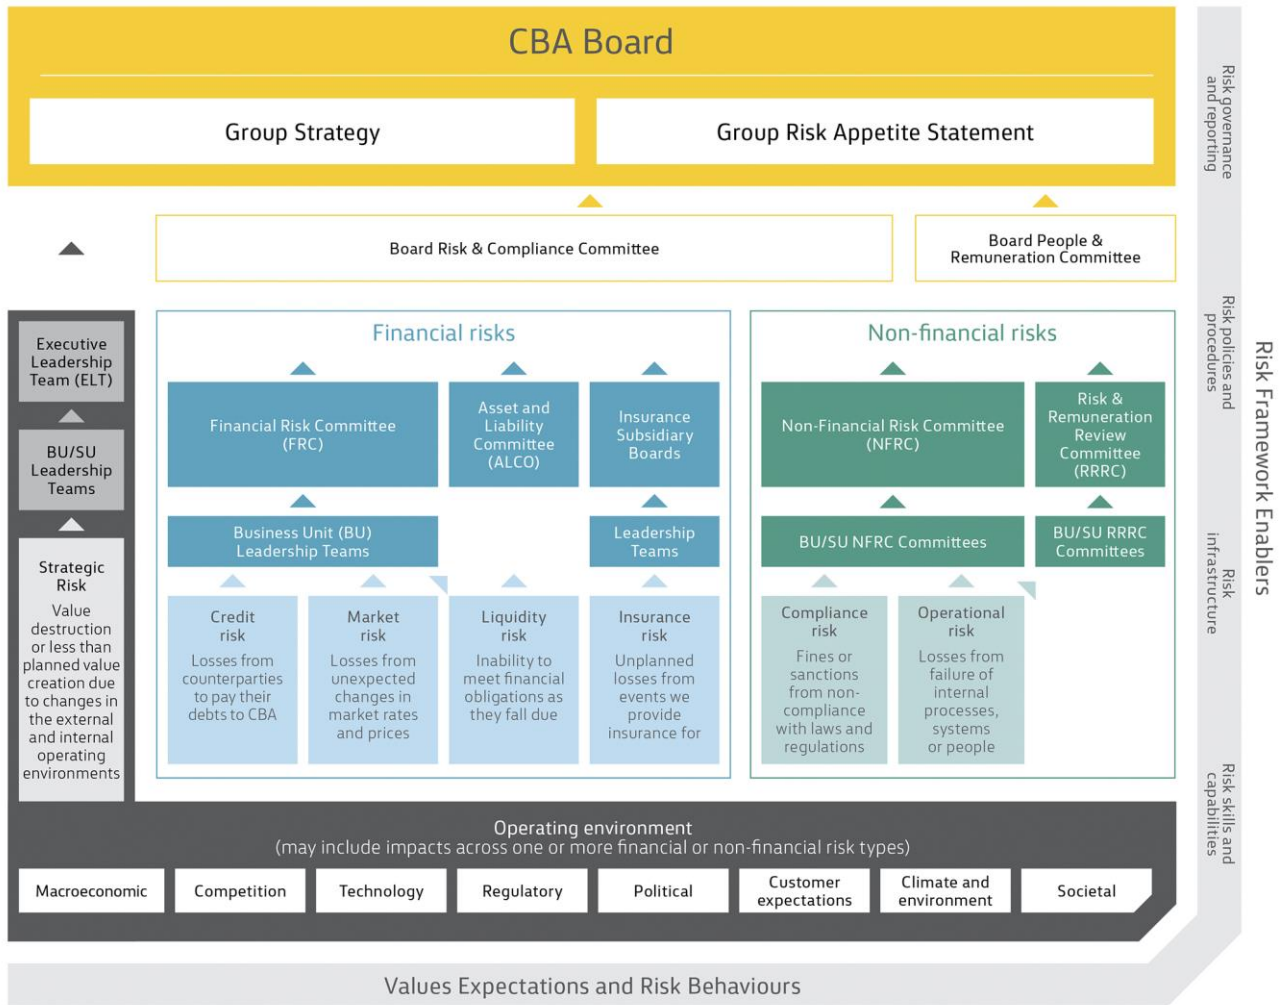 CBA Board
Group Strategy
Group Risk Appetite Statement
Board Risk & Compliance Committee
Board People &
Remuneration Committee
Executive
Leadership
Team (ELT)
BU/SU
Leadership
Teams
Strategic
Risk
Value
destruction
or less than
planned value
creation due
to changes in
the external
and internal
operating
environments
Financial risks
Financial Risk Committee
(FRC)
Asset and
Liability
Committee
(ALCO)
Insurance
Subsidiary
Boards
Business Unit (BU)
Leadership Teams
Leadership
Teams
Credit
risk
Losses from
counterparties
to pay their
debts to CBA
Market
risk
Losses from
unexpected
changes in
market rates
and prices
Liquidity
risk
Inability to
meet financial
obligations as
they fall due
Insurance
risk
Unplanned
losses from
events we
provide
insurance for
Non-financial risks
Non-Financial Risk Committee
(NFRC)
Risk &
Remuneration
Review
Committee
(RRRC)
BU/SU NFRC Committees
BU/SU RRRC
Committees
Compliance
risk
Fines or
sanctions
from non-
compliance
with laws and
regulations
Operational
risk
Losses from
failure of
internal
processes,
systems
or people
Operating environment
(may include impacts across one or more financial or non-financial risk types)
Macroeconomic
Competition
Technology
Regulatory
Political
Customer
expectations
Climate and
environment
Societal
Values Expectations and Risk Behaviours
Risk governance
and reporting
Risk policies and
procedures
Risk
infrastructure
Risk skills and
capabilities
Risk Framework Enablers